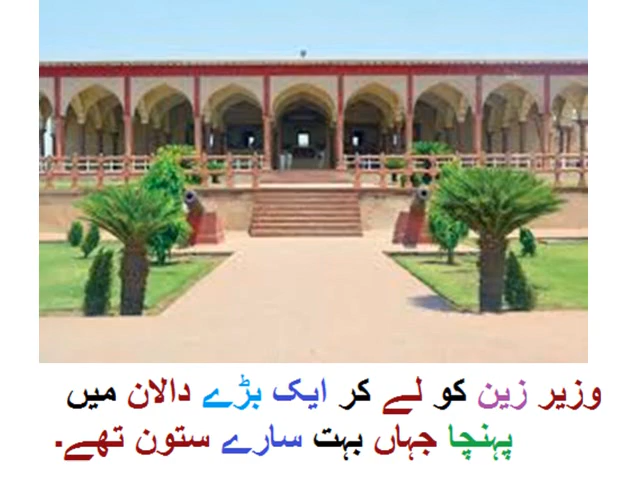 وزیر زین کو لے کر ایک بڑے دالان میں
پہنچا جہاں بہت سارے ستون تھے۔